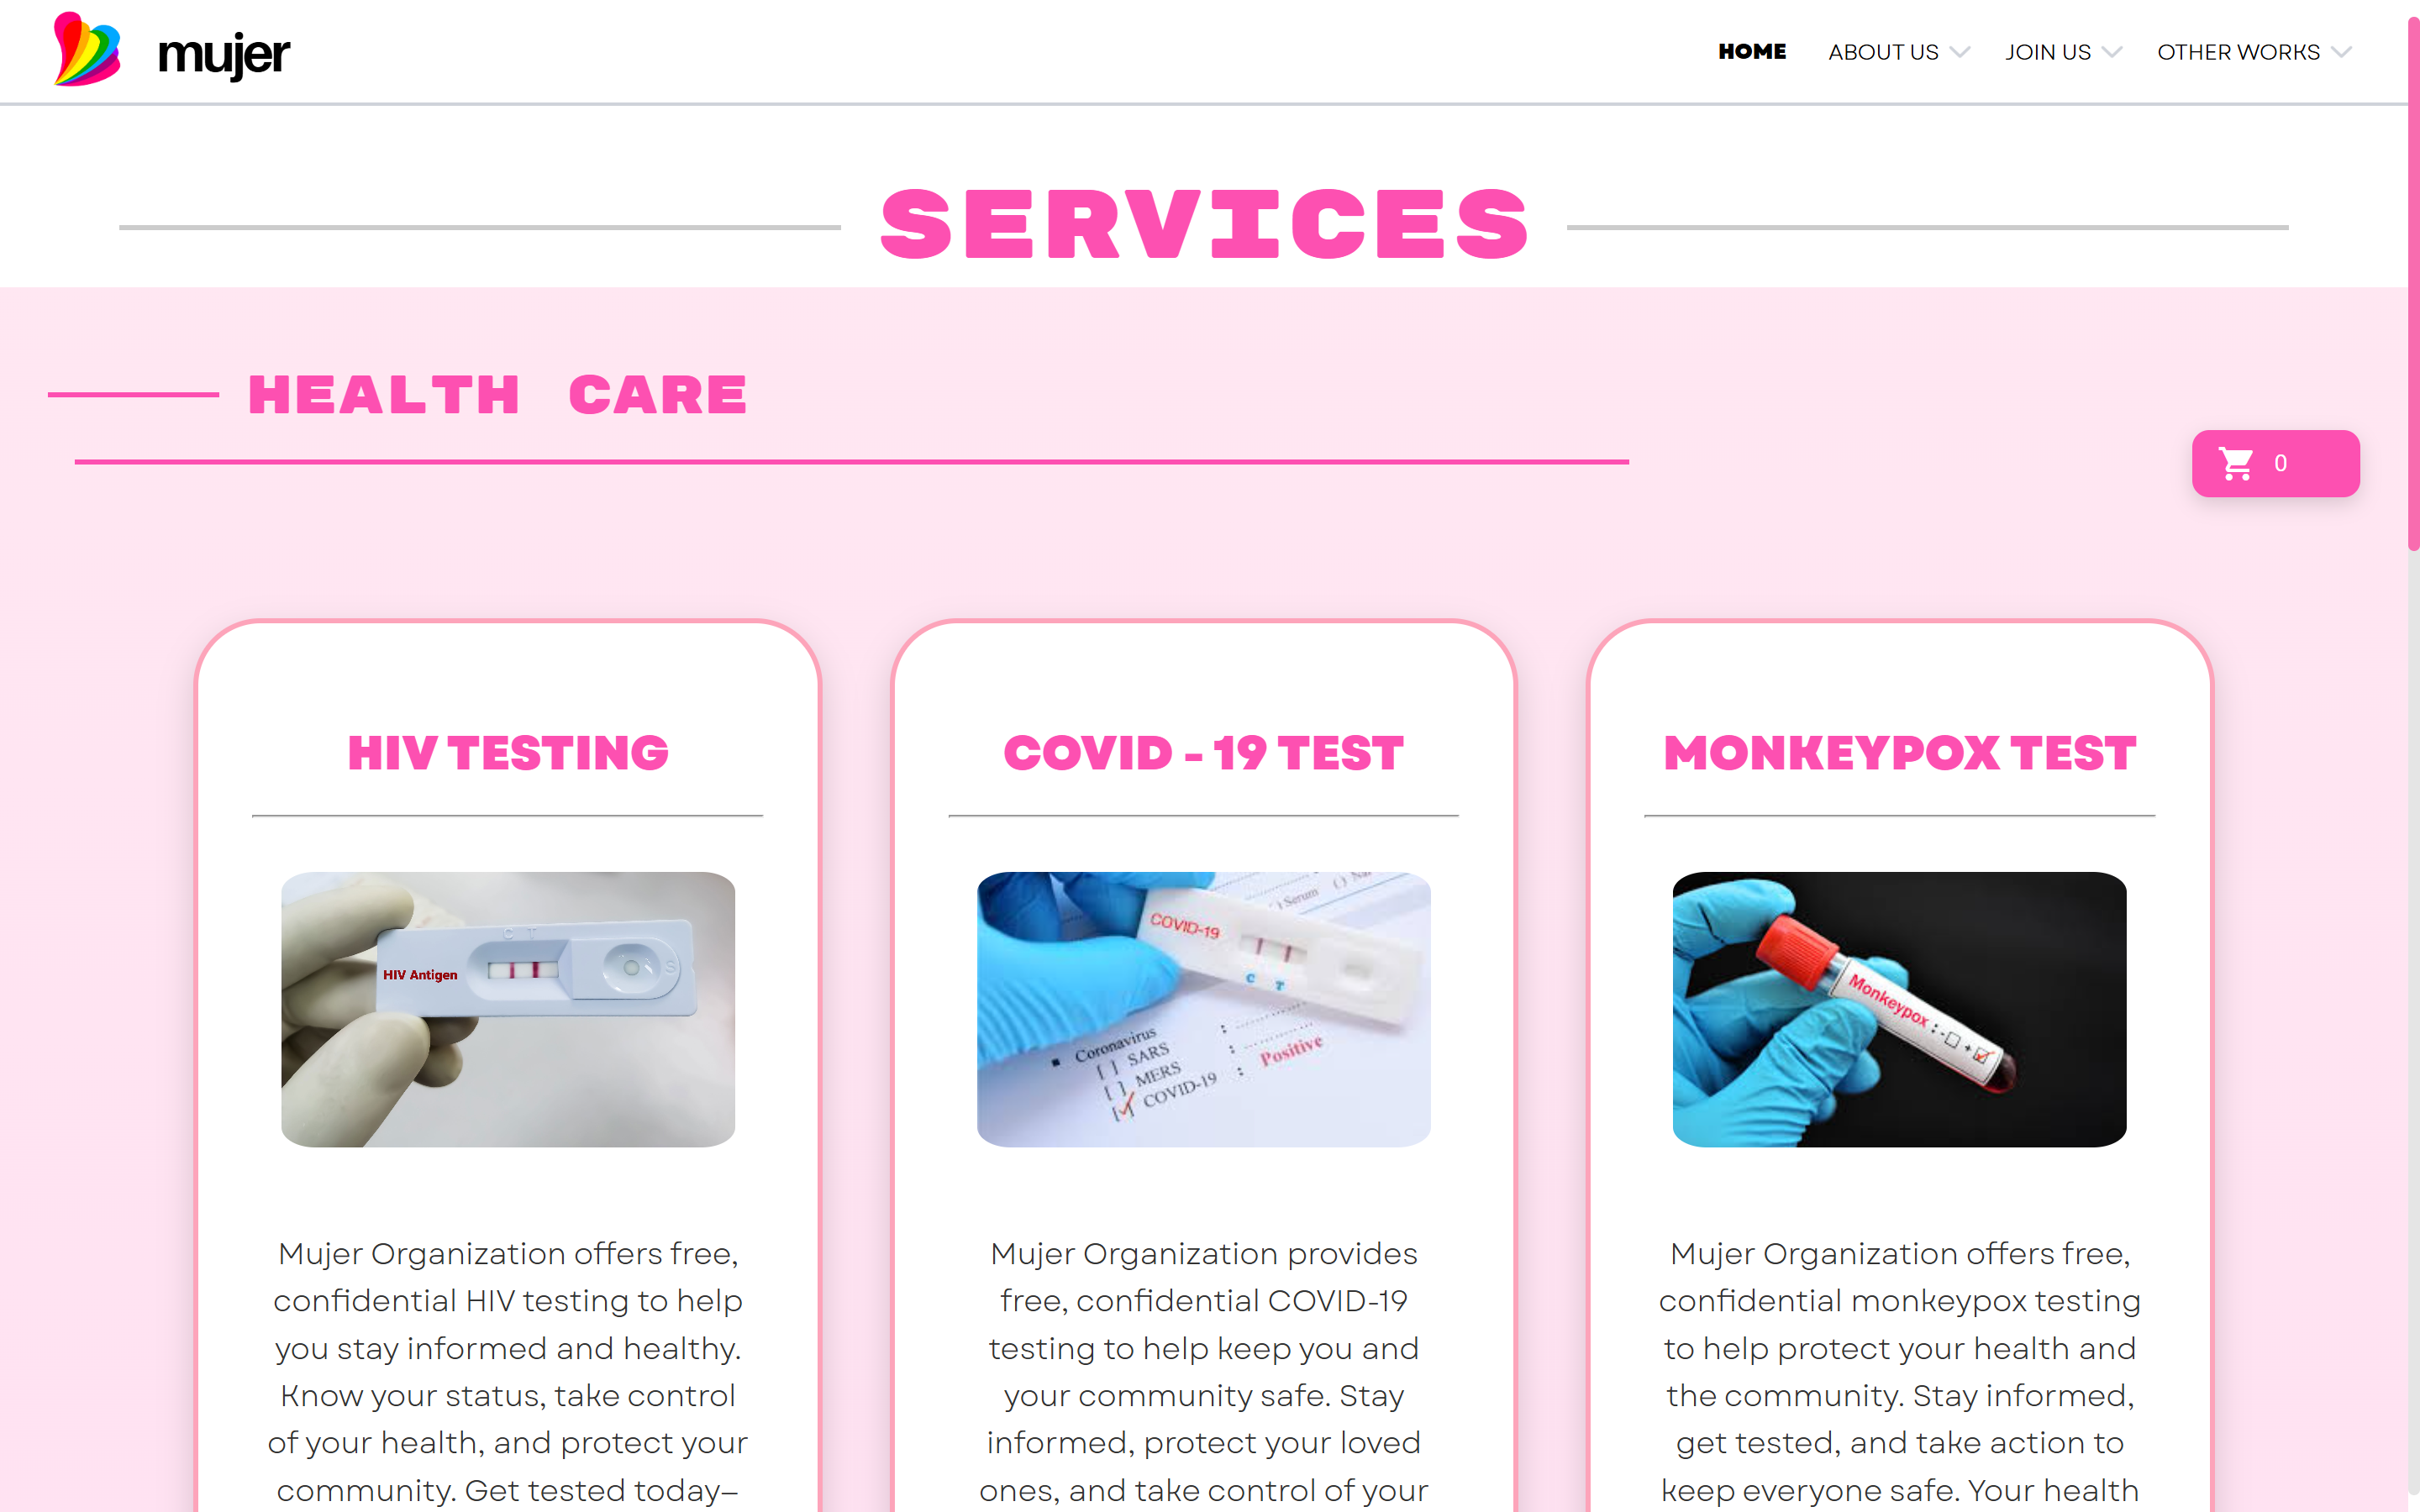 mujer
HOME
ABOUT US
JOIN US
OTHER WORKS
SERVICES
HEALTH CARE
0
HIV TESTING
C T
HIV Antigen
S
Mujer Organization offers free,
confidential HIV testing to help
you stay informed and healthy.
Know your status, take control
of your health, and protect your
community. Get tested today—
COVID - 19 TEST
( ) Serum
COVID-19
C T
Coronavirus :
[ ] SARS :
[ ] MERS : Positive
[✓] COVID-19
Mujer Organization provides
free, confidential COVID-19
testing to help keep you and
your community safe. Stay
informed, protect your loved
ones, and take control of your
MONKEYPOX TEST
Monkeypox : - ☐ + ☑
Mujer Organization offers free,
confidential monkeypox testing
to help protect your health and
the community. Stay informed,
get tested, and take action to
keep everyone safe. Your health